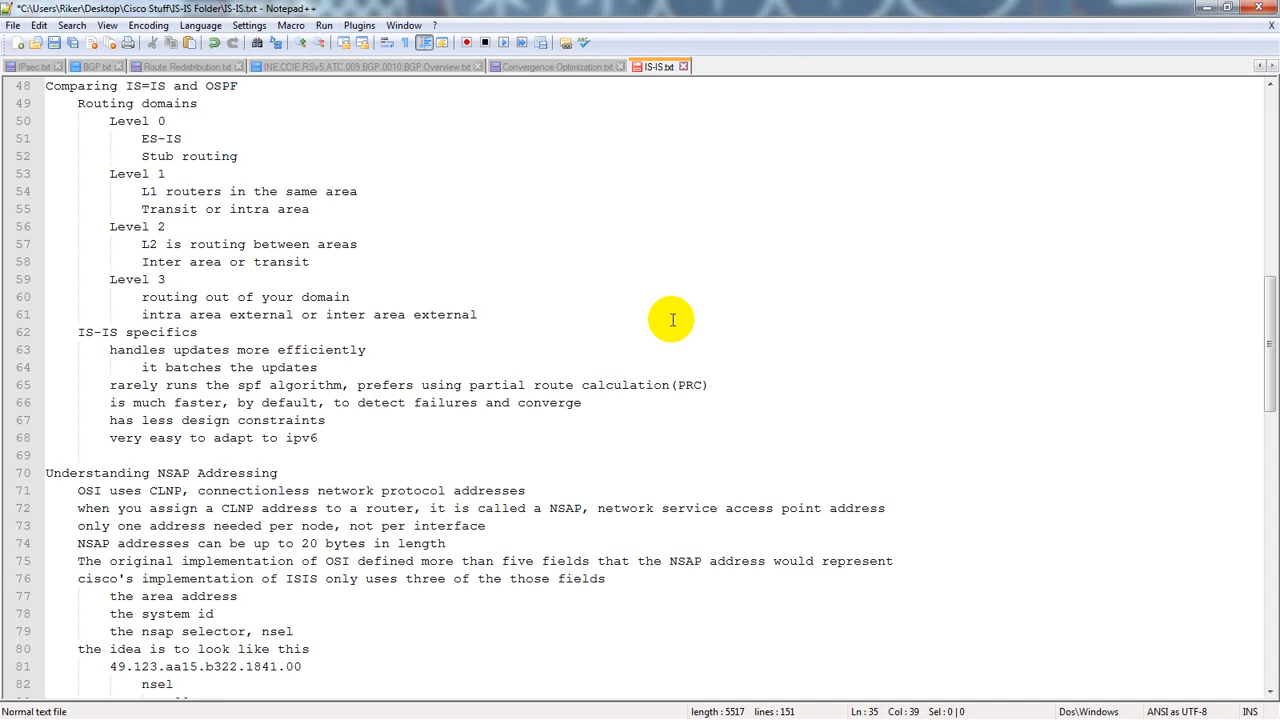 *C:\Users\Riker\Desktop\Cisco Stuff\IS-IS Folder\IS-IS.txt - Notepad++
File Edit Search View Encoding Language Settings Macro Run Plugins Window ? X
IPsec.txt BGP.txt Route Redistribution.txt INE.CCIE.RSv5.ATC.009.BGP.0010.BGP.Overview.txt Convergence Optimization.txt IS-IS.txt
48 Comparing IS=IS and OSPF
49 Routing domains
50 Level 0
51 ES-IS
52 Stub routing
53 Level 1
54 L1 routers in the same area
55 Transit or intra area
56 Level 2
57 L2 is routing between areas
58 Inter area or transit
59 Level 3
60 routing out of your domain
61 intra area external or inter area external
62 IS-IS specifics
63 handles updates more efficiently
64 it batches the updates
65 rarely runs the spf algorithm, prefers using partial route calculation(PRC)
66 is much faster, by default, to detect failures and converge
67 has less design constraints
68 very easy to adapt to ipv6
69
70 Understanding NSAP Addressing
71 OSI uses CLNP, connectionless network protocol addresses
72 when you assign a CLNP address to a router, it is called a NSAP, network service access point address
73 only one address needed per node, not per interface
74 NSAP addresses can be up to 20 bytes in length
75 The original implementation of OSI defined more than five fields that the NSAP address would represent
76 cisco's implementation of ISIS only uses three of the those fields
77 the area address
78 the system id
79 the nsap selector, nsel
80 the idea is to look like this
81 49.123.aa15.b322.1841.00
82 nsel
Normal text file length : 5517 lines : 151 Ln : 35 Col : 39 Sel : 0 | 0 Dos\Windows ANSI as UTF-8 INS